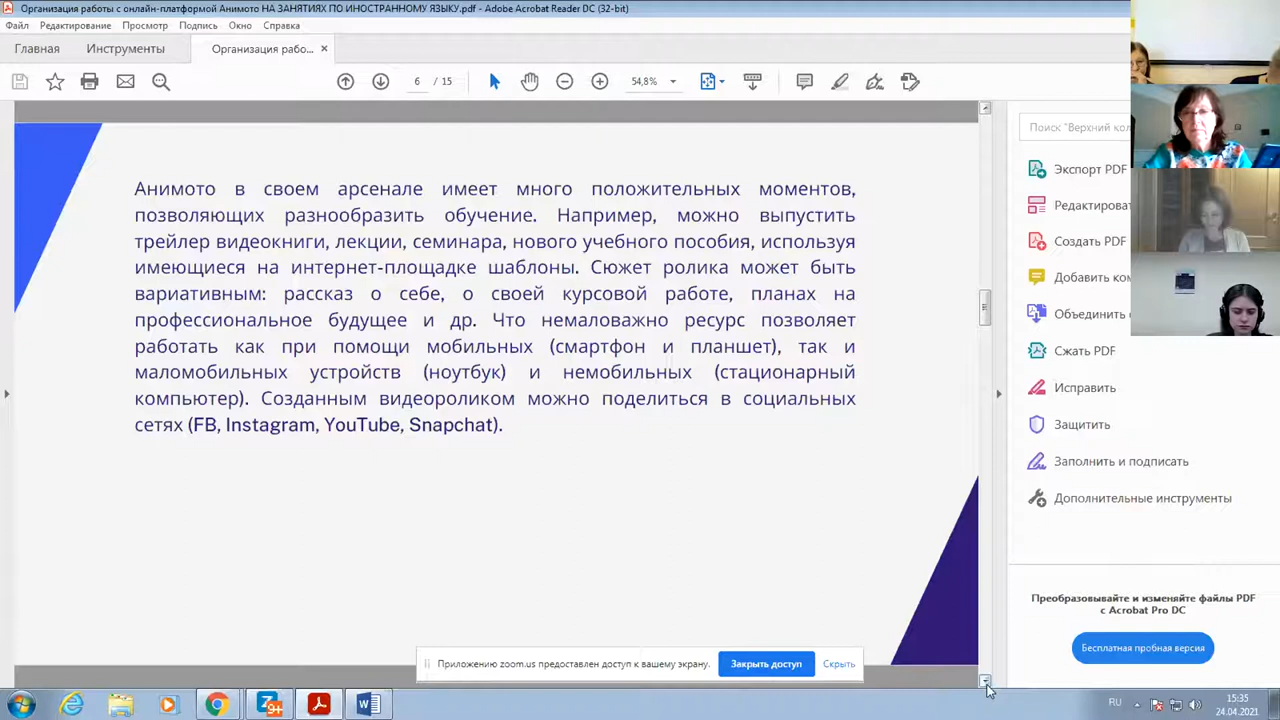 Организация работы с онлайн-платформой Анимото НА ЗАНЯТИЯХ ПО ИНОСТРАННОМУ ЯЗЫКУ.pdf - Adobe Acrobat Reader DC (32-bit)
Файл Редактирование Просмотр Подпись Окно Справка
Главная Инструменты Организация рабо... ×
6 / 15 54,8%
Поиск "Верхний кол
Экспорт PDF
Редактироват
Создать PDF
Добавить ком
Объединить
Сжать PDF
Исправить
Защитить
Заполнить и подписать
Дополнительные инструменты
Преобразовывайте и изменяйте файлы PDF
с Acrobat Pro DC
Бесплатная пробная версия
Анимото в своем арсенале имеет много положительных моментов,
позволяющих разнообразить обучение. Например, можно выпустить
трейлер видеокниги, лекции, семинара, нового учебного пособия, используя
имеющиеся на интернет-площадке шаблоны. Сюжет ролика может быть
вариативным: рассказ о себе, о своей курсовой работе, планах на
профессиональное будущее и др. Что немаловажно ресурс позволяет
работать как при помощи мобильных (смартфон и планшет), так и
маломобильных устройств (ноутбук) и немобильных (стационарный
компьютер). Созданным видеороликом можно поделиться в социальных
сетях (FB, Instagram, YouTube, Snapchat).
Приложению zoom.us предоставлен доступ к вашему экрану. Закрыть доступ Скрыть
RU 15:35
24.04.2021